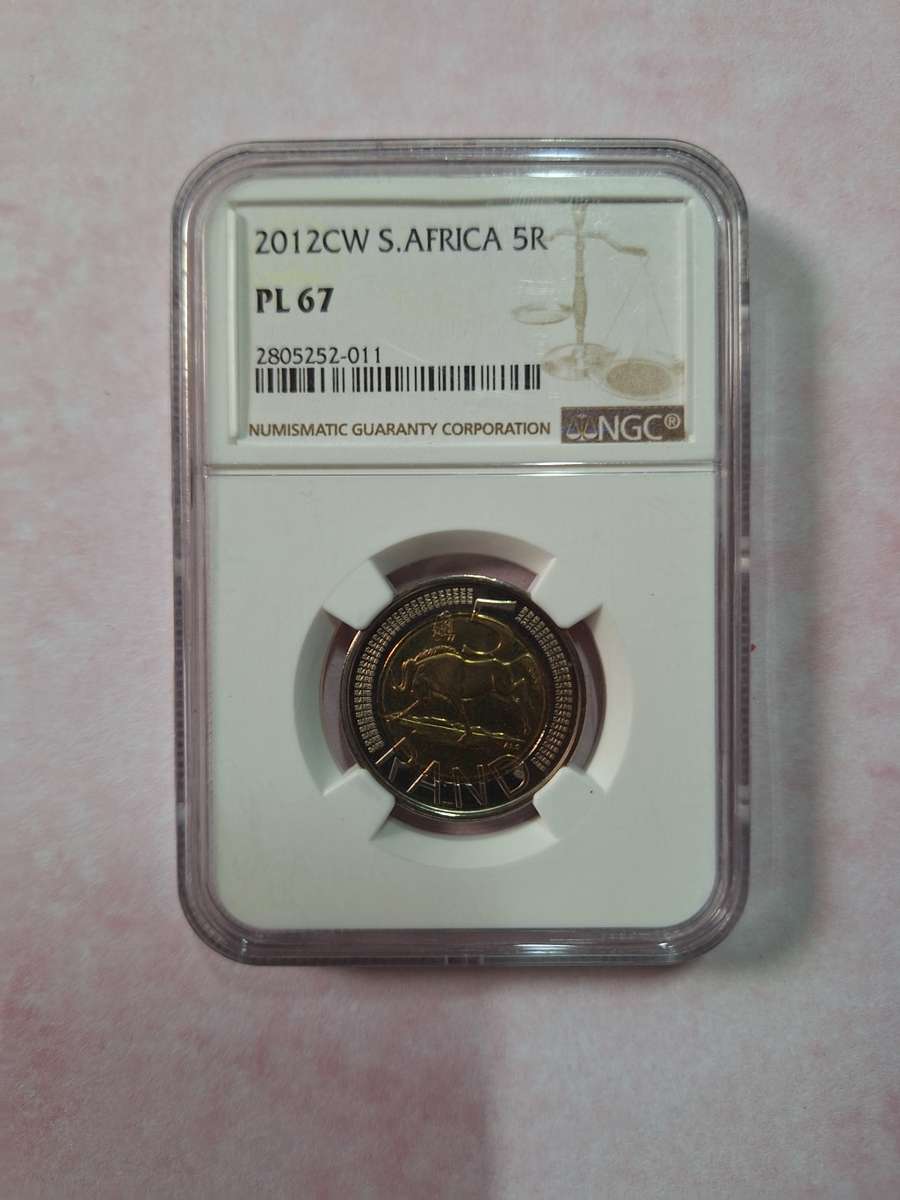 2012CW S.AFRICA 5R
PL 67
2805252-011
NUMISMATIC GUARANTY CORPORATION NGC®
5
RAND